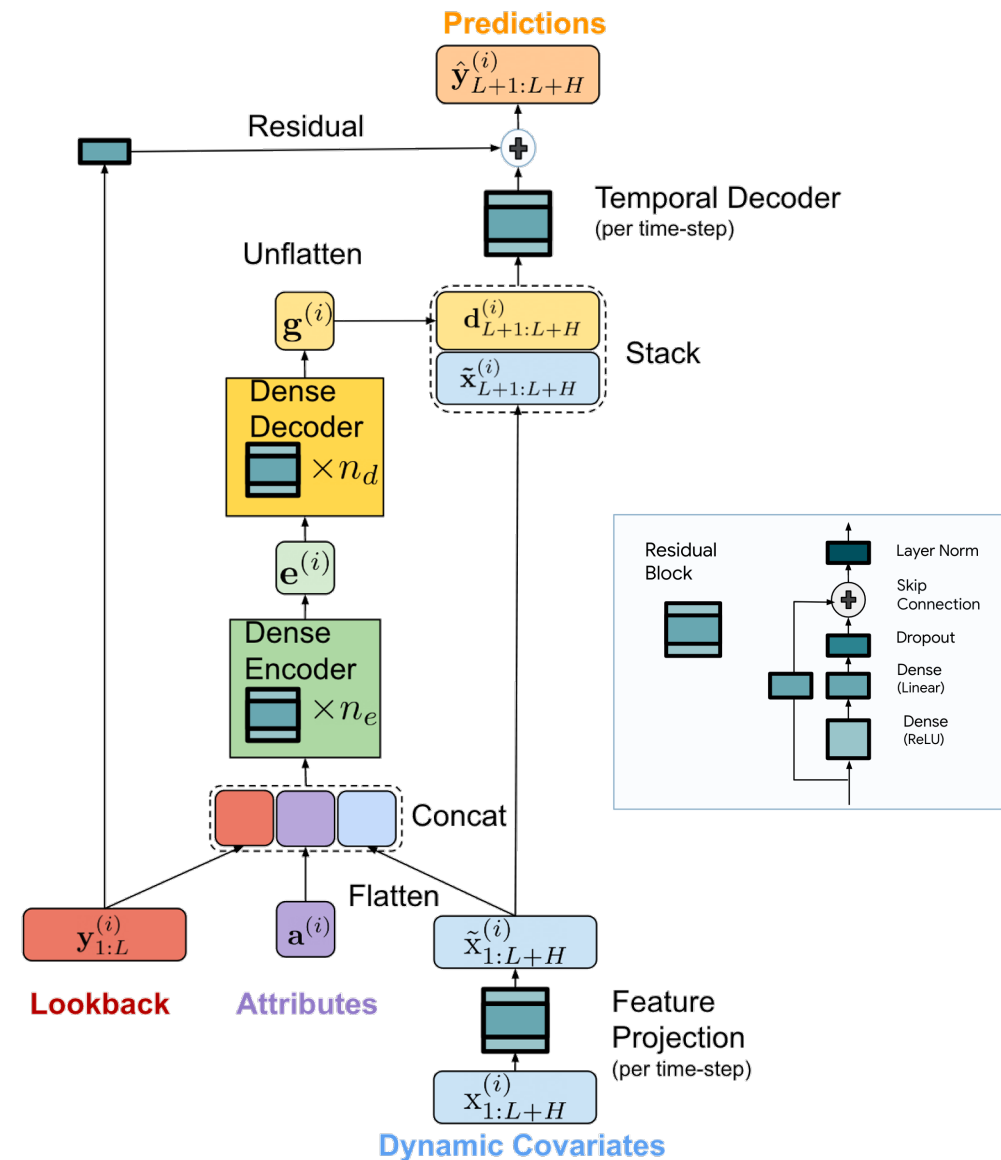 Predictions
ŷ^{(i)}_{L+1:L+H}
Residual
Temporal Decoder
(per time-step)
Unflatten
g^{(i)}
d^{(i)}_{L+1:L+H}
x̃^{(i)}_{L+1:L+H}
Stack
Dense
Decoder
×n_d
e^{(i)}
Dense
Encoder
×n_e
Concat
Flatten
y^{(i)}_{1:L}
a^{(i)}
x̃^{(i)}_{1:L+H}
Lookback
Attributes
Feature
Projection
(per time-step)
x^{(i)}_{1:L+H}
Dynamic Covariates
Residual
Block
Layer Norm
Skip
Connection
Dropout
Dense
(Linear)
Dense
(ReLU)